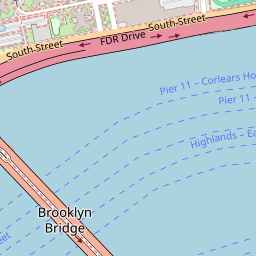 South Street
FDR Drive
South Street
Pier 11 – Corlears Ho
Pier 11 –
Highlands – Ea
Brooklyn
Bridge